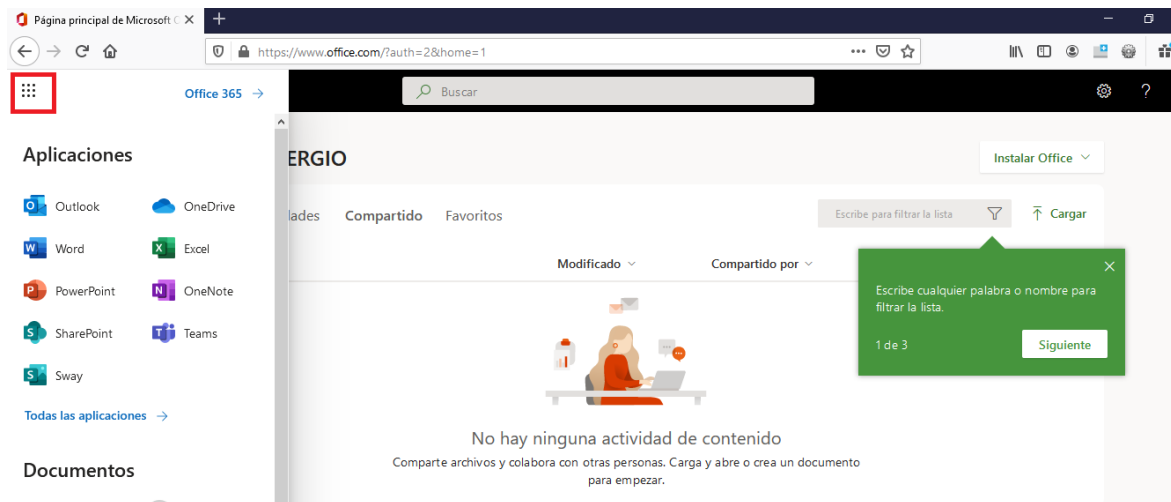 Página principal de Microsoft
https://www.office.com/?auth=2&home=1
Office 365 →
Buscar
?
Aplicaciones
ERGIO
Instalar Office
Outlook
OneDrive
dades
Compartido
Favoritos
Escribe para filtrar la lista
Cargar
Word
Excel
Modificado
Compartido por
PowerPoint
OneNote
Escribe cualquier palabra o nombre para
filtrar la lista.
SharePoint
Teams
1 de 3
Siguiente
Sway
Todas las aplicaciones →
No hay ninguna actividad de contenido
Comparte archivos y colabora con otras personas. Carga y abre o crea un documento
para empezar.
Documentos